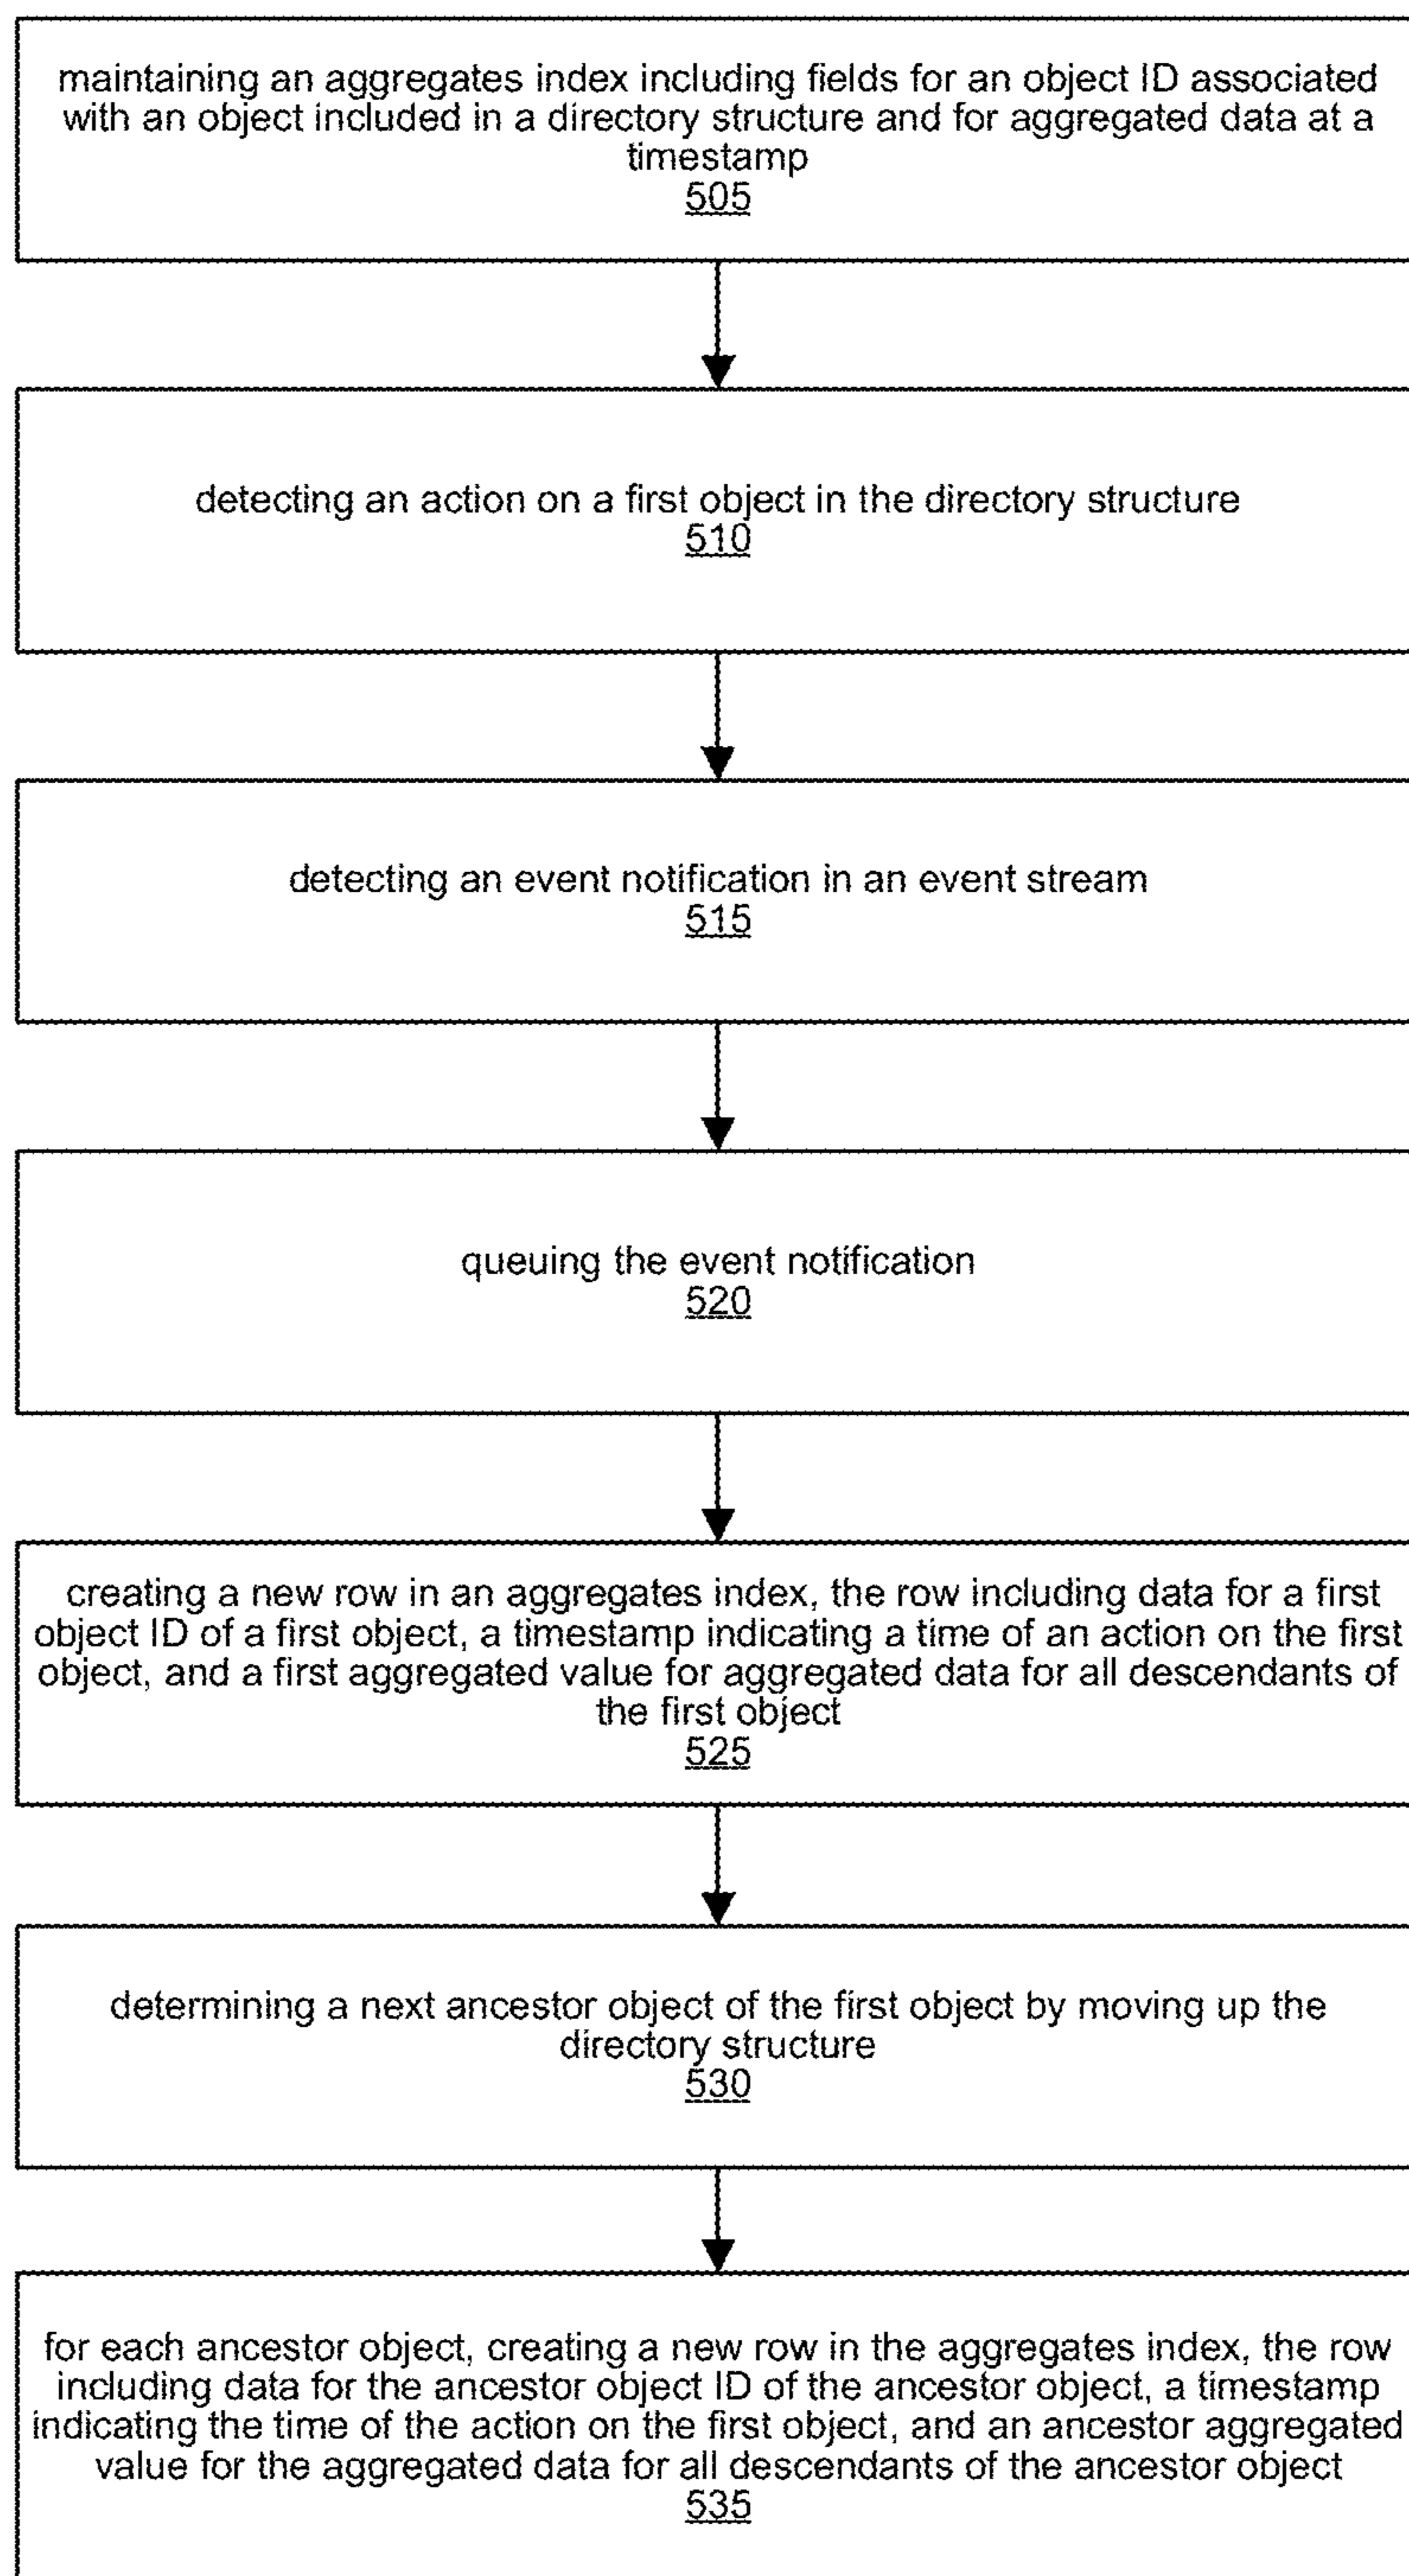 maintaining an aggregates index including fields for an object ID associated
with an object included in a directory structure and for aggregated data at a
timestamp
505
detecting an action on a first object in the directory structure
510
detecting an event notification in an event stream
515
queuing the event notification
520
creating a new row in an aggregates index, the row including data for a first
object ID of a first object, a timestamp indicating a time of an action on the first
object, and a first aggregated value for aggregated data for all descendants of
the first object
525
determining a next ancestor object of the first object by moving up the
directory structure
530
for each ancestor object, creating a new row in the aggregates index, the row
including data for the ancestor object ID of the ancestor object, a timestamp
indicating the time of the action on the first object, and an ancestor aggregated
value for the aggregated data for all descendants of the ancestor object
535